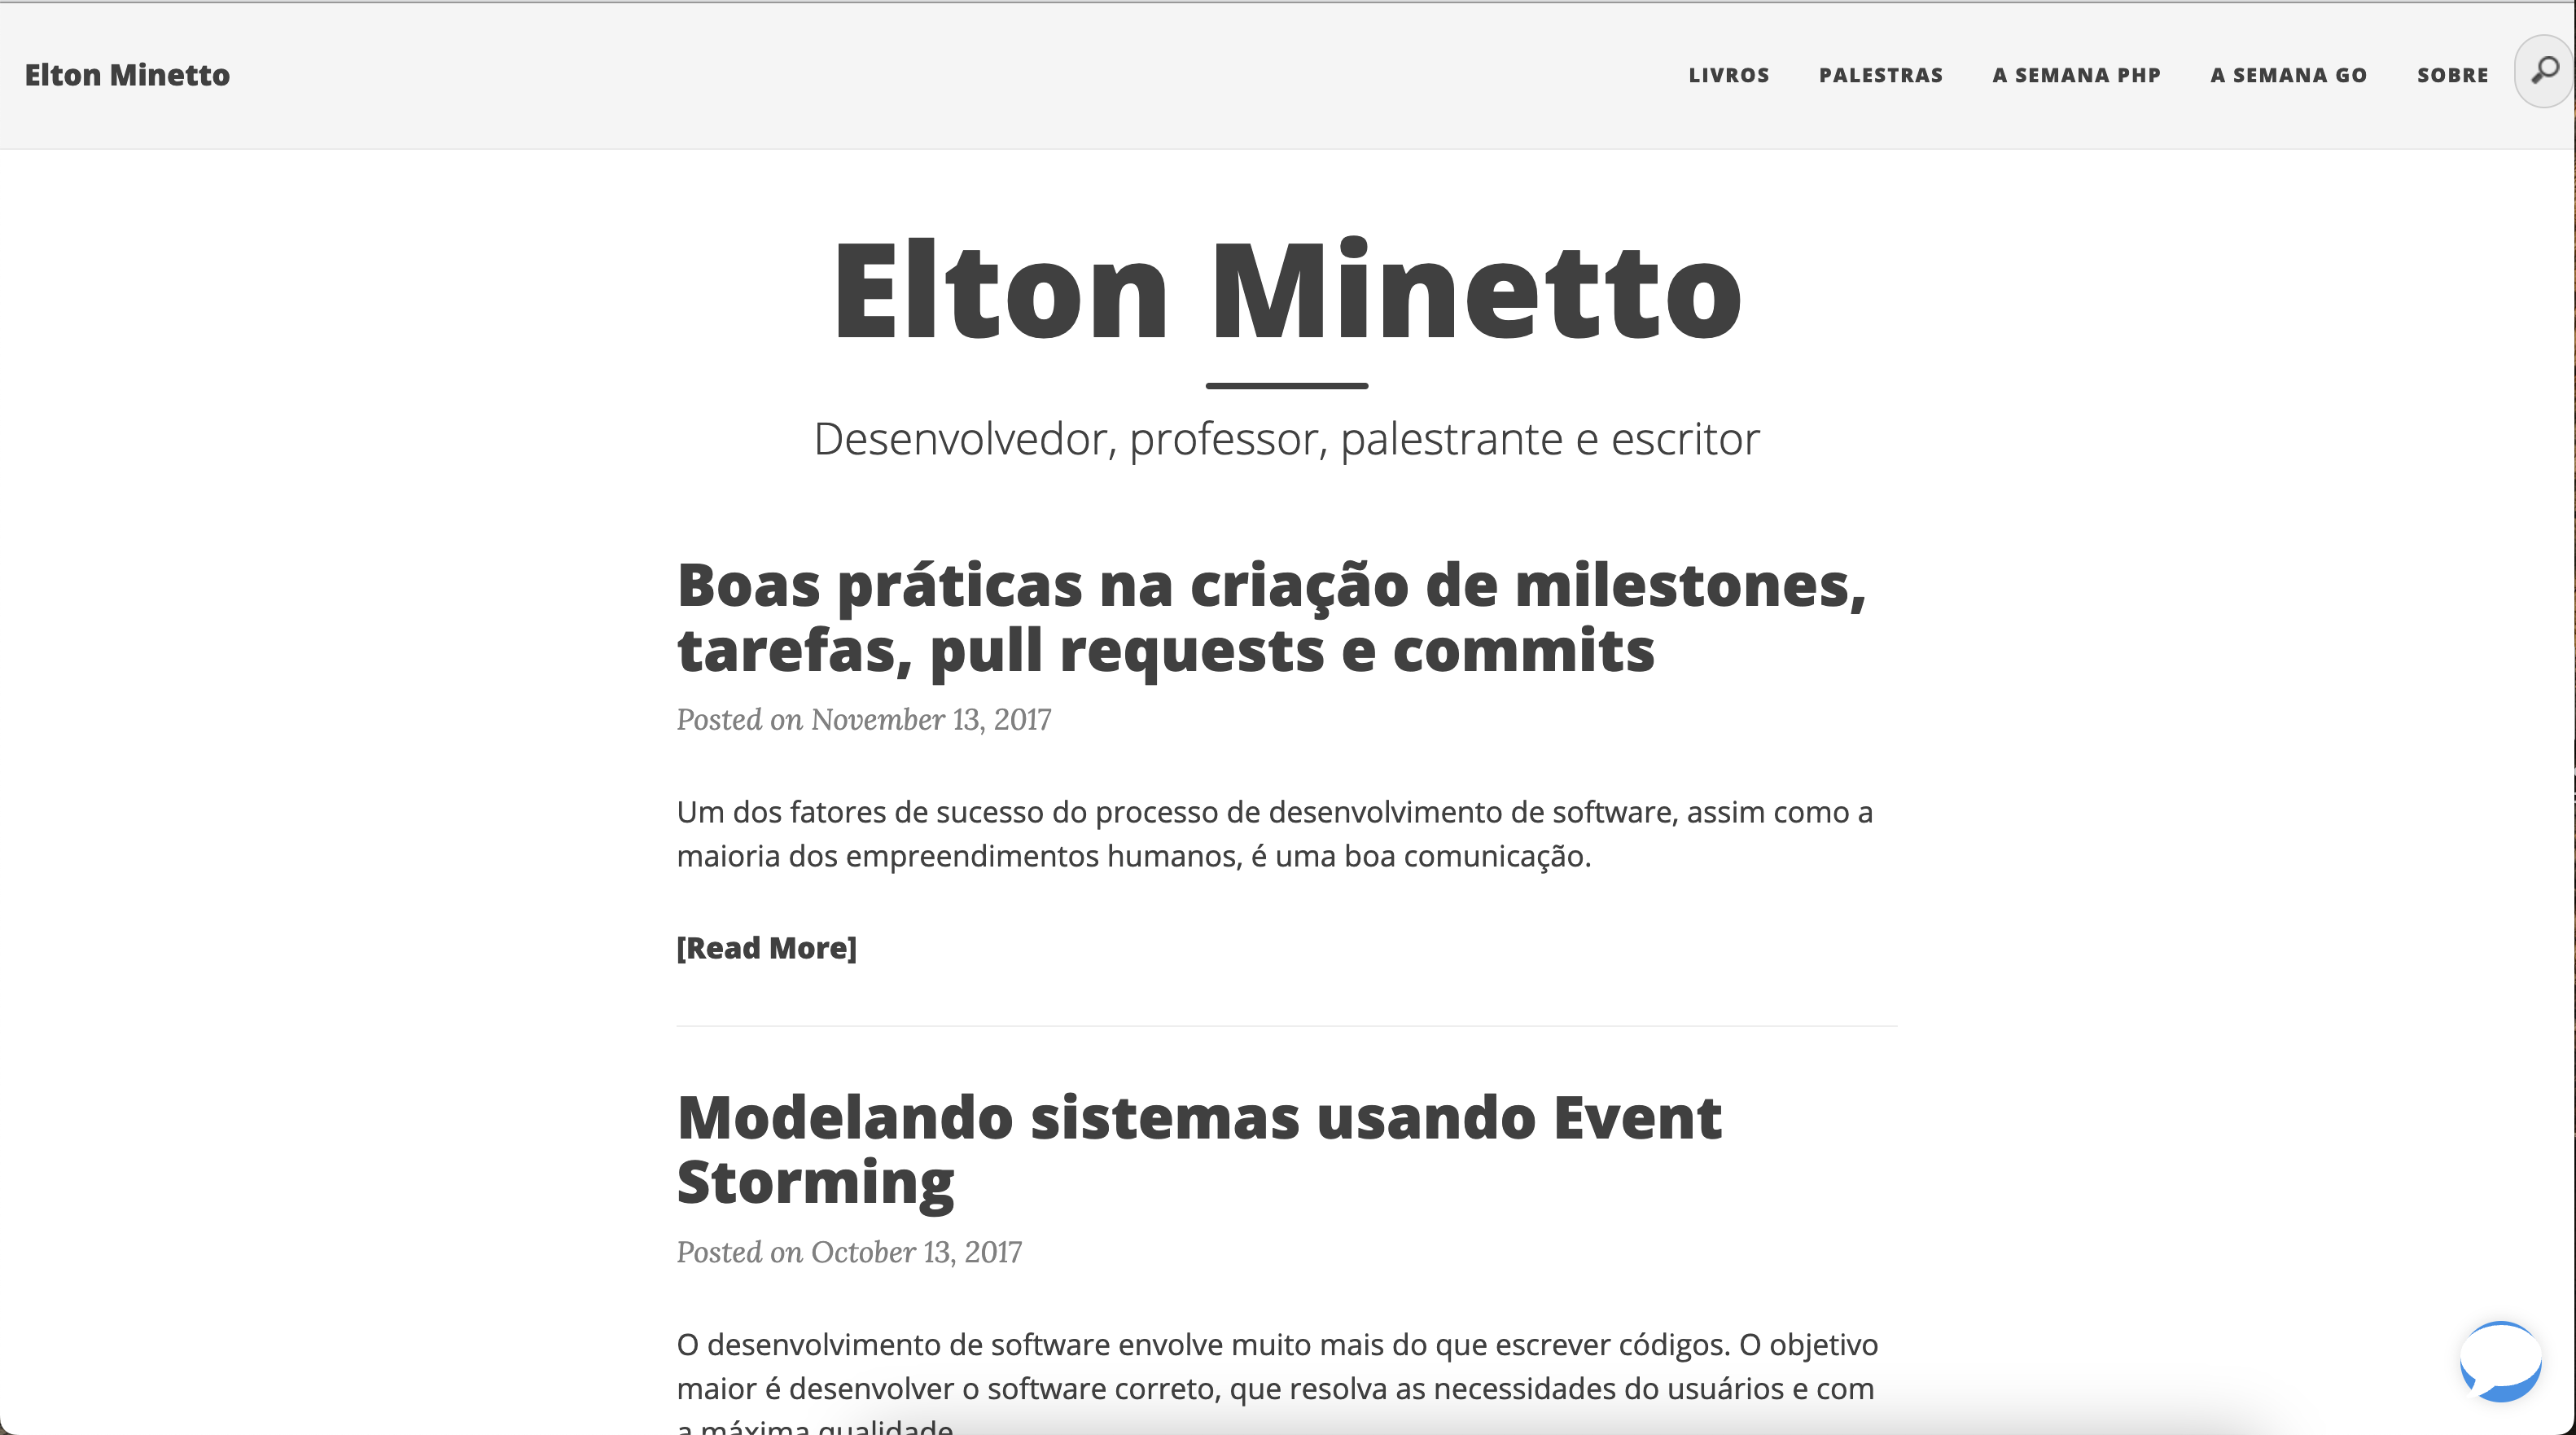 Elton Minetto
LIVROS PALESTRAS A SEMANA PHP A SEMANA GO SOBRE
Elton Minetto
Desenvolvedor, professor, palestrante e escritor
Boas práticas na criação de milestones,
tarefas, pull requests e commits
Posted on November 13, 2017
Um dos fatores de sucesso do processo de desenvolvimento de software, assim como a
maioria dos empreendimentos humanos, é uma boa comunicação.
[Read More]
Modelando sistemas usando Event
Storming
Posted on October 13, 2017
O desenvolvimento de software envolve muito mais do que escrever códigos. O objetivo
maior é desenvolver o software correto, que resolva as necessidades do usuários e com
a máxima qualidade